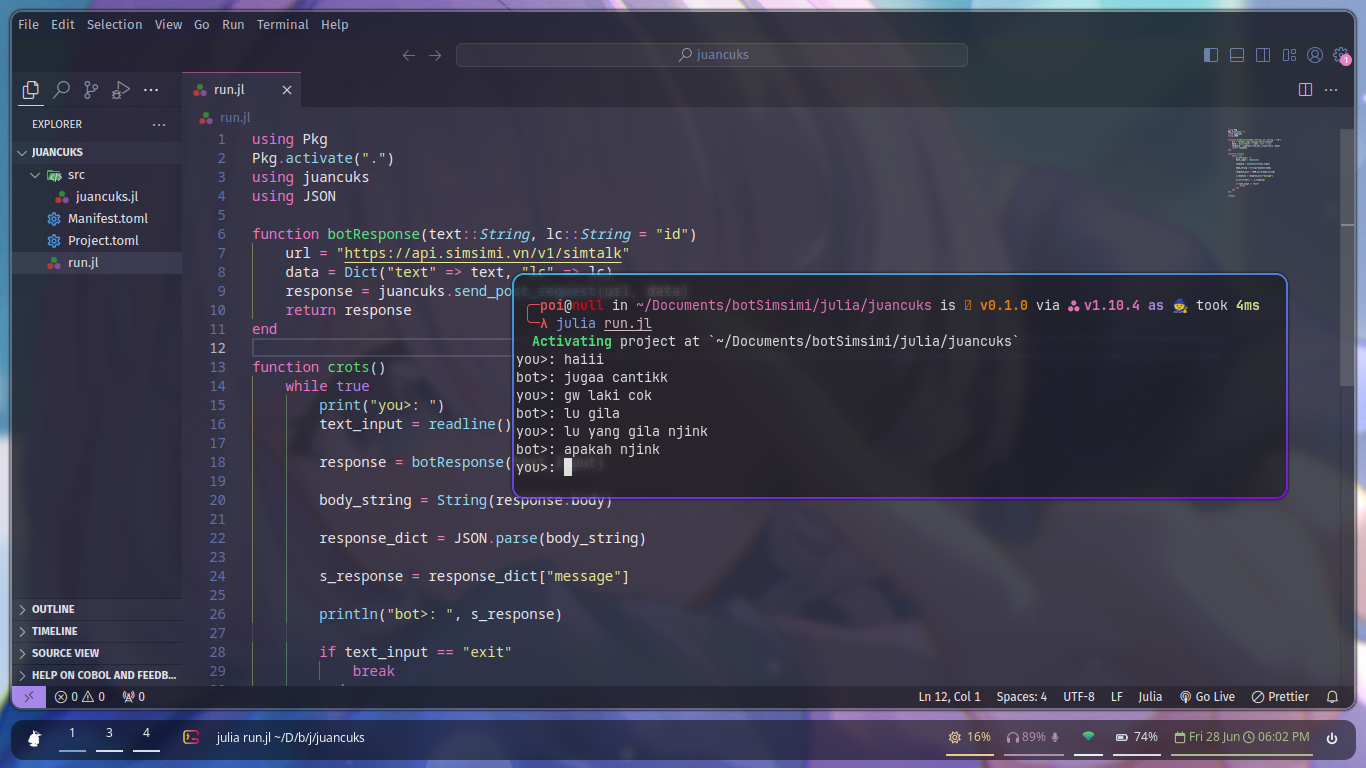 File Edit Selection View Go Run Terminal Help
juancuks
1
run.jl
EXPLORER
run.jl
JUANCUKS
src
juancuks.jl
Manifest.toml
Project.toml
run.jl
OUTLINE
TIMELINE
SOURCE VIEW
HELP ON COBOL AND FEEDB...
1 using Pkg
2 Pkg.activate(".")
3 using juancuks
4 using JSON
5
6 function botResponse(text::String, lc::String = "id")
7 url = "https://api.simsimi.vn/v1/simtalk"
8 data = Dict("text" => text, "lc" => lc)
9 response = juancuks.send_post_request(url, data)
10 return response
11 end
12
13 function crots()
14 while true
15 print("you>: ")
16 text_input = readline()
17
18 response = botResponse(
19
20 body_string = String(response.body)
21
22 response_dict = JSON.parse(body_string)
23
24 s_response = response_dict["message"]
25
26 println("bot>: ", s_response)
27
28 if text_input == "exit"
29 break
poi@null in ~/Documents/botSimsimi/julia/juancuks is v0.1.0 via v1.10.4 as 🧙 took 4ms
λ julia run.jl
Activating project at `~/Documents/botSimsimi/julia/juancuks`
you>: haiii
bot>: jugaa cantikk
you>: gw laki cok
bot>: lu gila
you>: lu yang gila njink
bot>: apakah njink
you>:
0 0 0 Ln 12, Col 1 Spaces: 4 UTF-8 LF Julia Go Live Prettier
1 3 4 julia run.jl ~/D/b/j/juancuks 16% 89% 74% Fri 28 Jun 06:02 PM